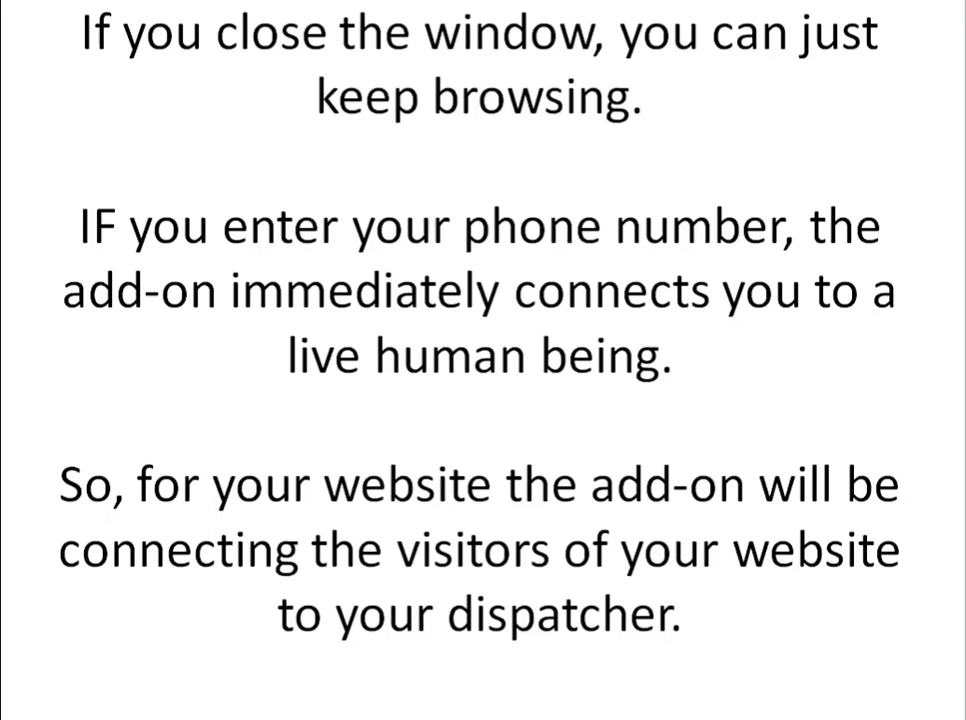 If you close the window, you can just
keep browsing.
IF you enter your phone number, the
add-on immediately connects you to a
live human being.
So, for your website the add-on will be
connecting the visitors of your website
to your dispatcher.